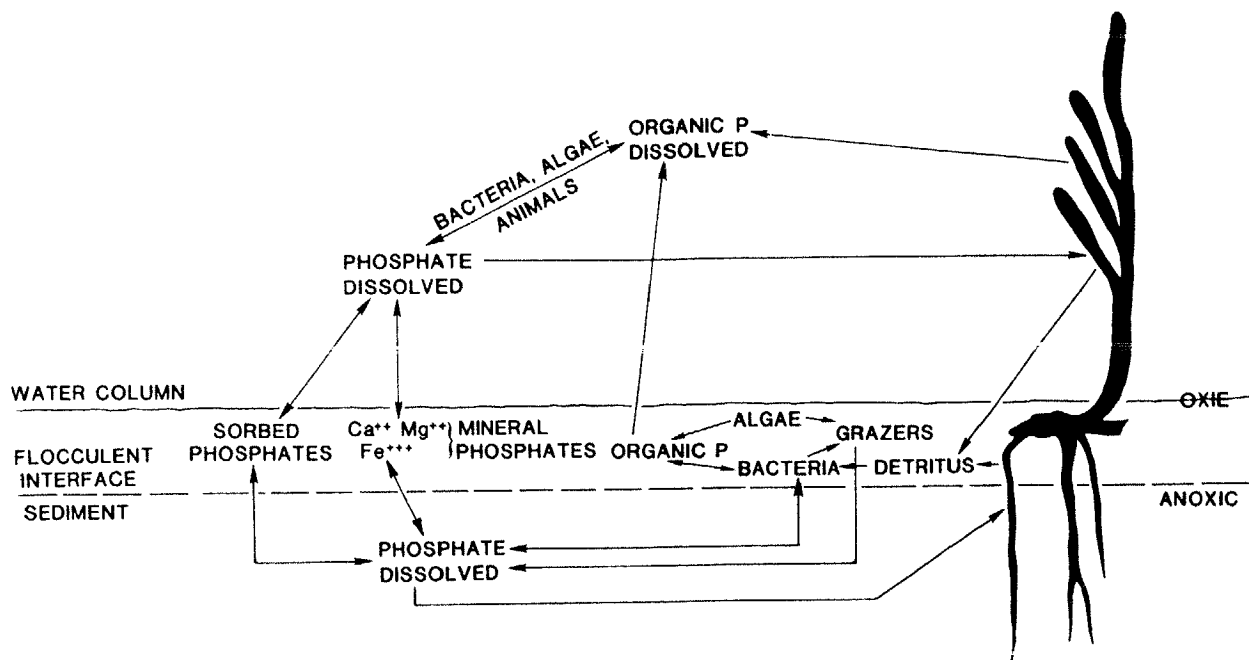 ORGANIC P
DISSOLVED
BACTERIA, ALGAE,
ANIMALS
PHOSPHATE
DISSOLVED
WATER COLUMN
OXIE
SORBED
PHOSPHATES
Ca++ Mg++
Fe+++
MINERAL
PHOSPHATES
ORGANIC P
ALGAE
GRAZERS
BACTERIA
DETRITUS
FLOCCULENT
INTERFACE
SEDIMENT
ANOXIC
PHOSPHATE
DISSOLVED